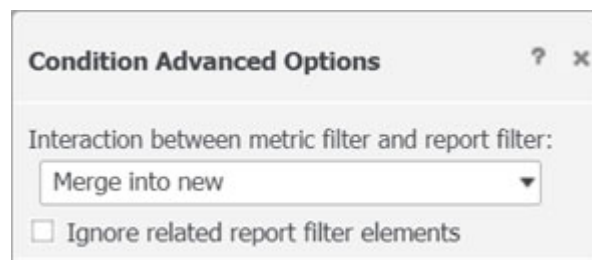 Condition Advanced Options ? ×
Interaction between metric filter and report filter:
Merge into new
Ignore related report filter elements